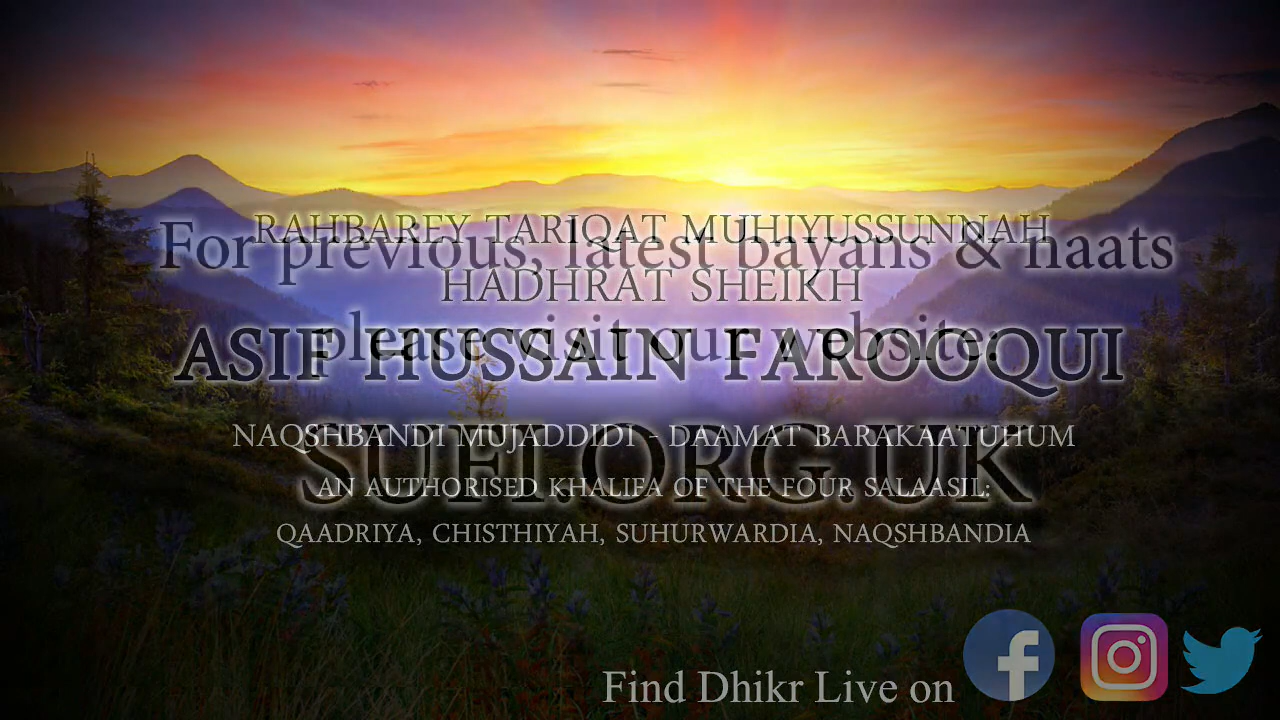 RAHBAREY TARIQAT MUHIYUSSUNNAH
For previous, latest bayans & naats
HADHRAT SHEIKH
please visit our website:
ASIF HUSSAIN FAROOQUI
NAQSHBANDI MUJADDIDI - DAAMAT BARAKAATUHUM
SUFI.ORG.UK
AN AUTHORISED KHALIFA OF THE FOUR SALAASIL:
QAADRIYA, CHISTHIYAH, SUHURWARDIA, NAQSHBANDIA
Find Dhikr Live on